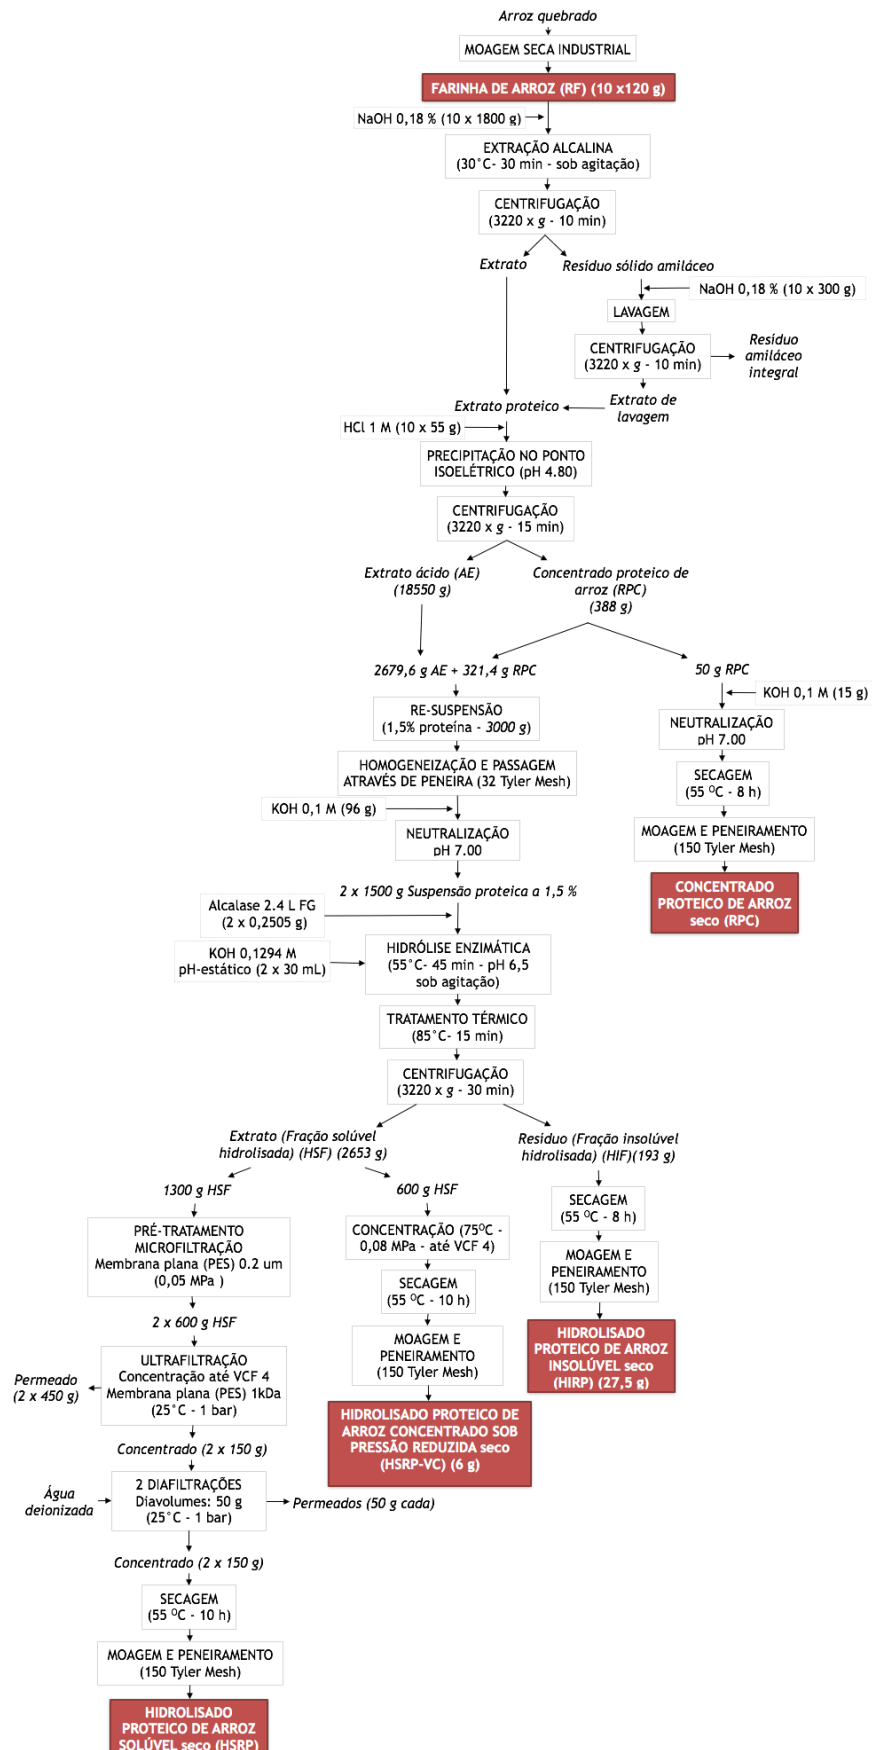 Arroz quebrado
MOAGEM SECA INDUSTRIAL
FARINHA DE ARROZ (RF) (10 x120 g)
NaOH 0,18 % (10 x 1800 g)
EXTRAÇÃO ALCALINA
(30°C- 30 min - sob agitação)
CENTRIFUGAÇÃO
(3220 x g - 10 min)
Extrato
Resíduo sólido amiláceo
NaOH 0,18 % (10 x 300 g)
LAVAGEM
CENTRIFUGAÇÃO
(3220 x g - 10 min)
Resíduo
amiláceo
integral
Extrato de
lavagem
Extrato proteico
HCl 1 M (10 x 55 g)
PRECIPITAÇÃO NO PONTO
ISOELÉTRICO (pH 4.80)
CENTRIFUGAÇÃO
(3220 x g - 15 min)
Extrato ácido (AE)
(18550 g)
Concentrado proteico de
arroz (RPC)
(388 g)
2679,6 g AE + 321,4 g RPC
50 g RPC
KOH 0,1 M (15 g)
RE-SUSPENSÃO
(1,5% proteína - 3000 g)
NEUTRALIZAÇÃO
pH 7.00
HOMOGENEIZAÇÃO E PASSAGEM
ATRAVÉS DE PENEIRA (32 Tyler Mesh)
SECAGEM
(55 ºC - 8 h)
KOH 0,1 M (96 g)
NEUTRALIZAÇÃO
pH 7.00
MOAGEM E PENEIRAMENTO
(150 Tyler Mesh)
2 x 1500 g Suspensão proteica a 1,5 %
CONCENTRADO
PROTEICO DE ARROZ
seco (RPC)
Alcalase 2.4 L FG
(2 x 0,2505 g)
KOH 0,1294 M
pH-estático (2 x 30 mL)
HIDRÓLISE ENZIMÁTICA
(55°C- 45 min - pH 6,5
sob agitação)
TRATAMENTO TÉRMICO
(85°C- 15 min)
CENTRIFUGAÇÃO
(3220 x g - 30 min)
Extrato (Fração solúvel
hidrolisada) (HSF) (2653 g)
Resíduo (Fração insolúvel
hidrolisada) (HIF)(193 g)
1300 g HSF
600 g HSF
SECAGEM
(55 ºC - 8 h)
PRÉ-TRATAMENTO
MICROFILTRAÇÃO
Membrana plana (PES) 0.2 um
(0,05 MPa )
CONCENTRAÇÃO (75ºC -
0,08 MPa - até VCF 4)
MOAGEM E
PENEIRAMENTO
(150 Tyler Mesh)
SECAGEM
(55 ºC - 10 h)
2 x 600 g HSF
MOAGEM E
PENEIRAMENTO
(150 Tyler Mesh)
HIDROLISADO
PROTEICO DE ARROZ
INSOLÚVEL seco
(HIRP) (27,5 g)
ULTRAFILTRAÇÃO
Concentração até VCF 4
Membrana plana (PES) 1kDa
(25°C - 1 bar)
Permeado
(2 x 450 g)
HIDROLISADO PROTEICO DE
ARROZ CONCENTRADO SOB
PRESSÃO REDUZIDA seco
(HSRP-VC) (6 g)
Concentrado (2 x 150 g)
Água
deionizada
2 DIAFILTRAÇÕES
Diavolumes: 50 g
(25°C - 1 bar)
Permeados (50 g cada)
Concentrado (2 x 150 g)
SECAGEM
(55 ºC - 10 h)
MOAGEM E PENEIRAMENTO
(150 Tyler Mesh)
HIDROLISADO
PROTEICO DE ARROZ
SOLÚVEL seco (HSRP)